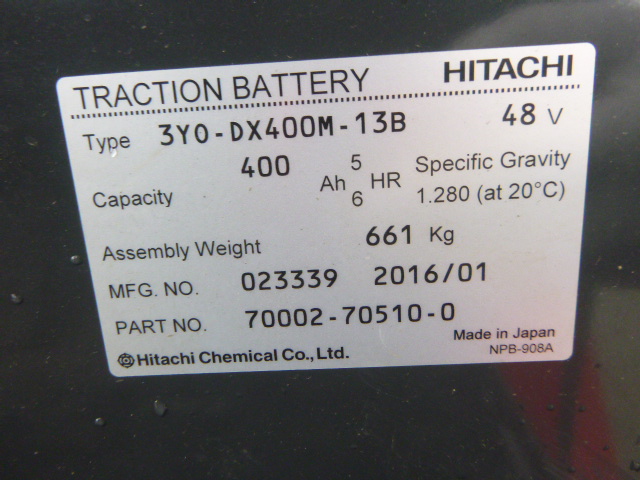 TRACTION BATTERY HITACHI
Type 3Y0-DX400M-13B 48 V
Capacity 400 Ah 5 HR Specific Gravity
6 1.280 (at 20°C)
Assembly Weight 661 Kg
MFG. NO. 023339 2016/01
PART NO. 70002-70510-0
Made in Japan
Hitachi Chemical Co., Ltd. NPB-908A